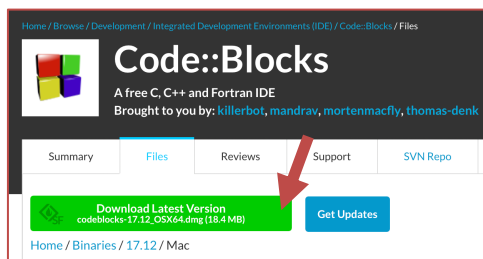 Home / Browse / Development / Integrated Development Environments (IDE) / Code::Blocks / Files
Code::Blocks
A free C, C++ and Fortran IDE
Brought to you by: killerbot, mandrav, mortenmacfly, thomas-denk
Summary Files Reviews Support SVN Repo
Download Latest Version
codeblocks-17.12_OSX64.dmg (18.4 MB)
Get Updates
Home / Binaries / 17.12 / Mac